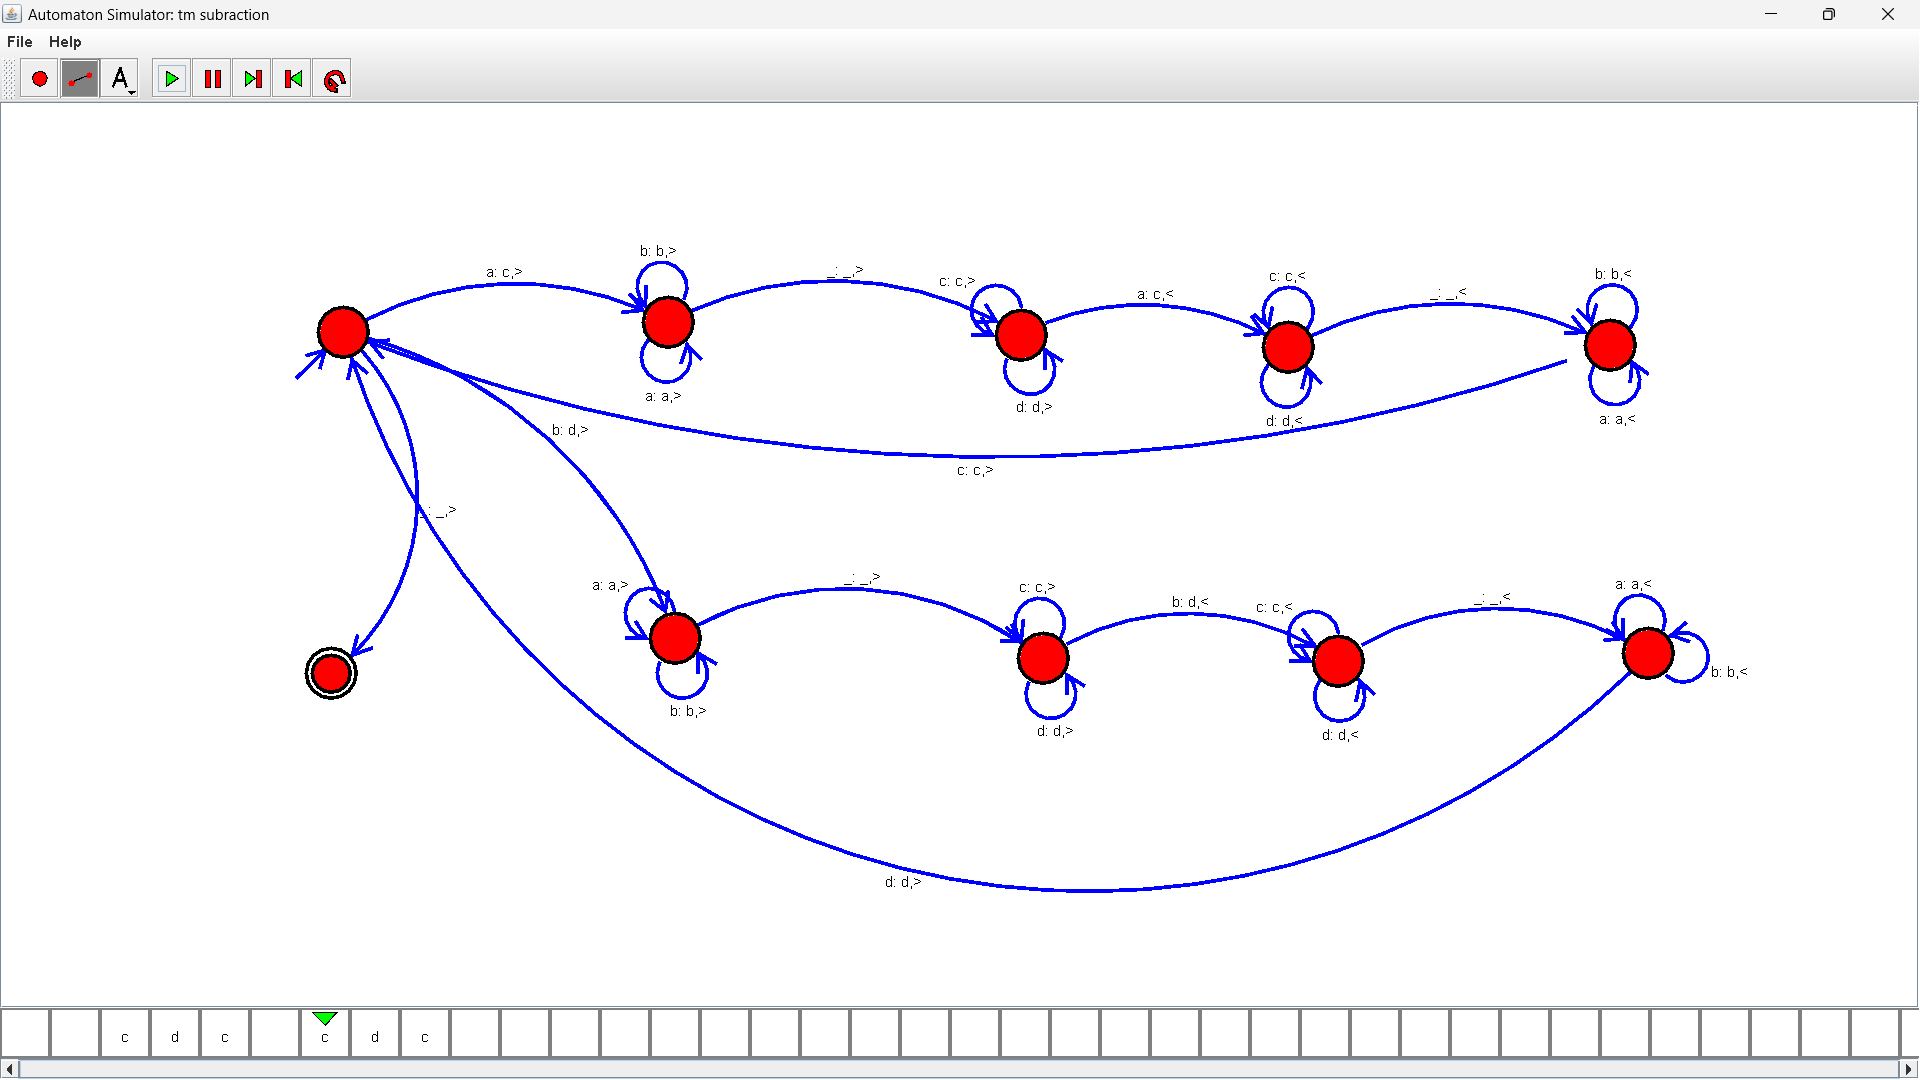 Automaton Simulator: tm subraction
File Help
A
b: b,>
a: c,>
_: _,>
c: c,>
a: c,<
c: c,<
_: _,<
b: b,<
a: a,>
d: d,>
d: d,<
a: a,<
b: d,>
c: c,>
_: _,>
a: a,>
_: _,>
c: c,>
b: d,<
c: c,<
_: _,<
a: a,<
b: b,<
b: b,>
d: d,>
d: d,<
d: d,>
c d c c d c